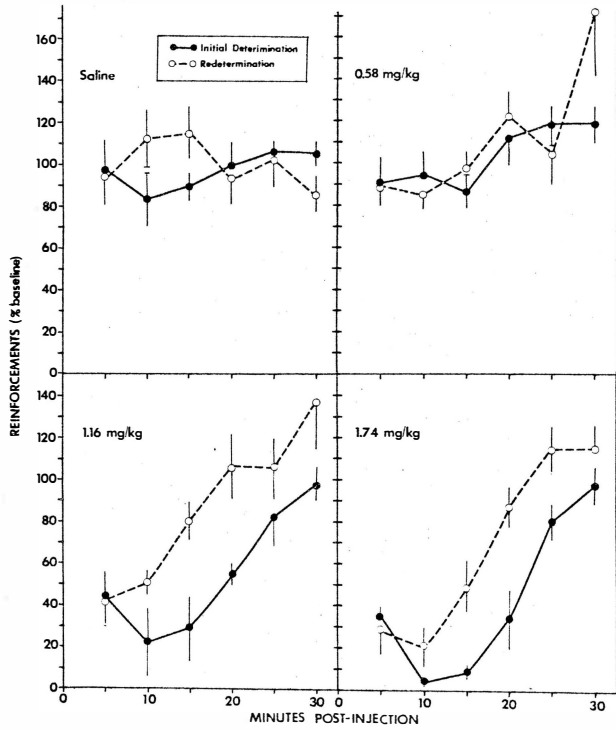 Initial Deterimination
Redetermination
Saline
0.58 mg/kg
160
140
120
100
80
60
40
20
0
REINFORCEMENTS (% baseline)
1.16 mg/kg
1.74 mg/kg
140
120
100
80
60
40
20
0
0 10 20 30 0 10 20 30
MINUTES POST-INJECTION